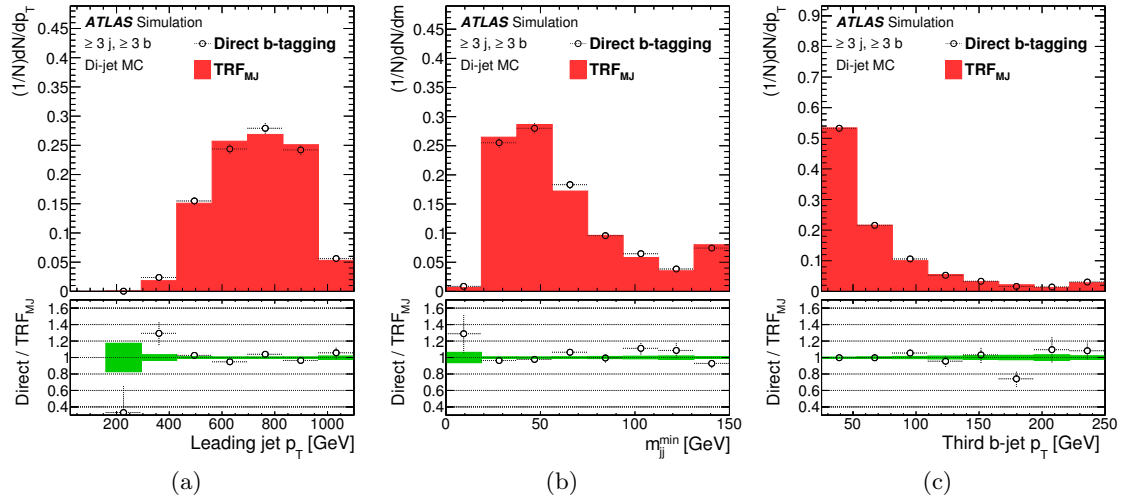 (1/N)dN/dp_T
ATLAS Simulation
≥ 3 j, ≥ 3 b
Di-jet MC
Direct b-tagging
TRF_MJ
0.45
0.4
0.35
0.3
0.25
0.2
0.15
0.1
0.05
0
Direct / TRF_MJ
1.6
1.4
1.2
1
0.8
0.6
0.4
200 400 600 800 1000
Leading jet p_T [GeV]
(a)
(1/N)dN/dm
ATLAS Simulation
≥ 3 j, ≥ 3 b
Di-jet MC
Direct b-tagging
TRF_MJ
0.45
0.4
0.35
0.3
0.25
0.2
0.15
0.1
0.05
0
Direct / TRF_MJ
1.6
1.4
1.2
1
0.8
0.6
0.4
0 50 100 150
m_jj^min [GeV]
(b)
(1/N)dN/dp_T
ATLAS Simulation
≥ 3 j, ≥ 3 b
Di-jet MC
Direct b-tagging
TRF_MJ
0.9
0.8
0.7
0.6
0.5
0.4
0.3
0.2
0.1
0
Direct / TRF_MJ
1.6
1.4
1.2
1
0.8
0.6
0.4
50 100 150 200 250
Third b-jet p_T [GeV]
(c)